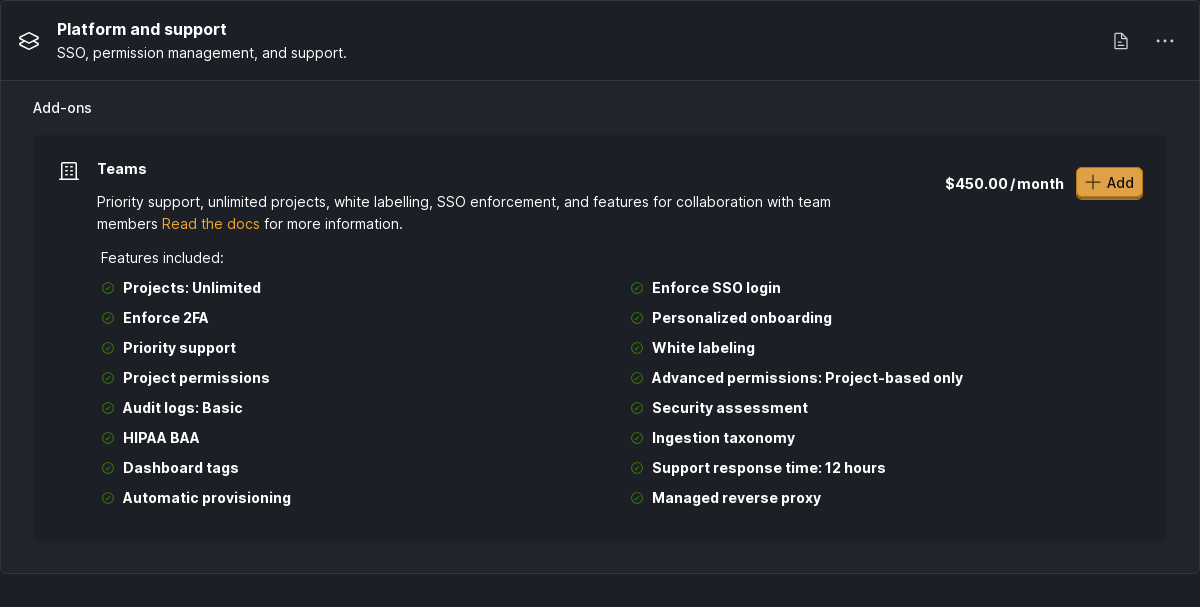 Platform and support
SSO, permission management, and support.
Add-ons
Teams
$450.00/month
Add
Priority support, unlimited projects, white labelling, SSO enforcement, and features for collaboration with team
members Read the docs for more information.
Features included:
Projects: Unlimited
Enforce SSO login
Enforce 2FA
Personalized onboarding
Priority support
White labeling
Project permissions
Advanced permissions: Project-based only
Audit logs: Basic
Security assessment
HIPAA BAA
Ingestion taxonomy
Dashboard tags
Support response time: 12 hours
Automatic provisioning
Managed reverse proxy